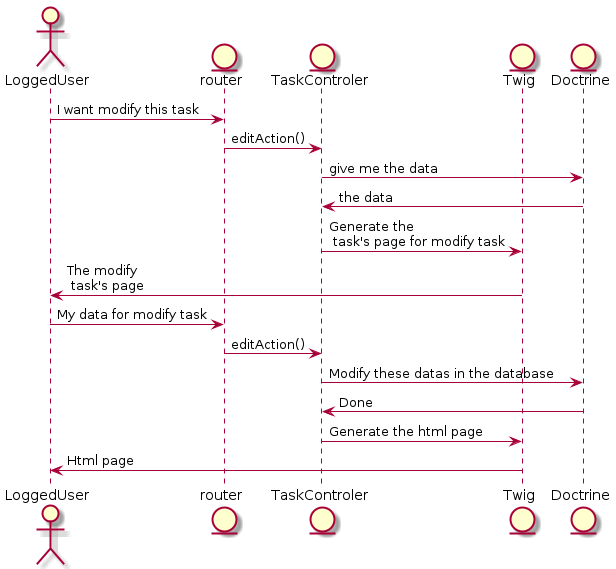 LoggedUser
router
TaskControler
Twig
Doctrine
I want modify this task
editAction()
give me the data
the data
Generate the
task's page for modify task
The modify
task's page
My data for modify task
editAction()
Modify these datas in the database
Done
Generate the html page
Html page
LoggedUser
router
TaskControler
Twig
Doctrine